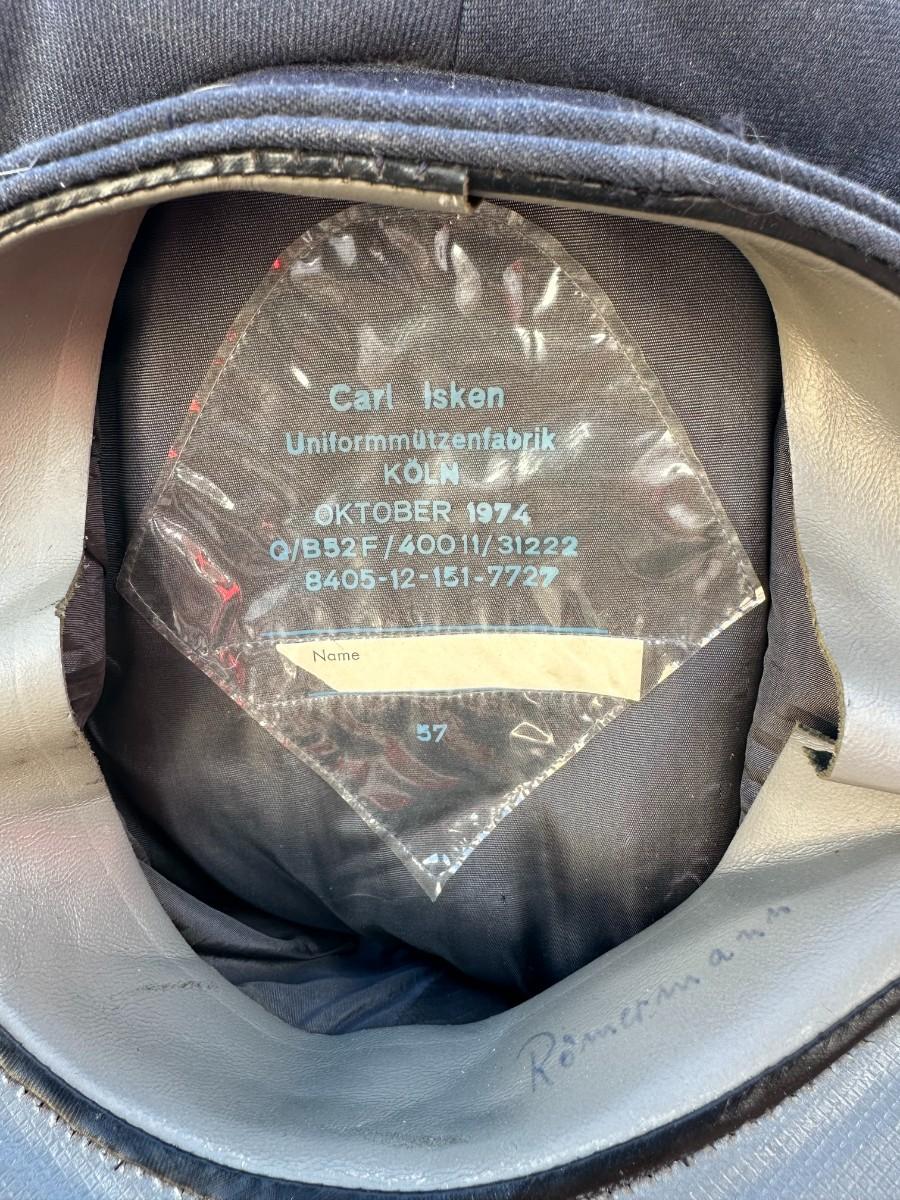 Carl Isken
Uniformmützenfabrik
KÖLN
OKTOBER 1974
Q/B52F/40011/31222
8405-12-151-7727
Name
57
Römermann